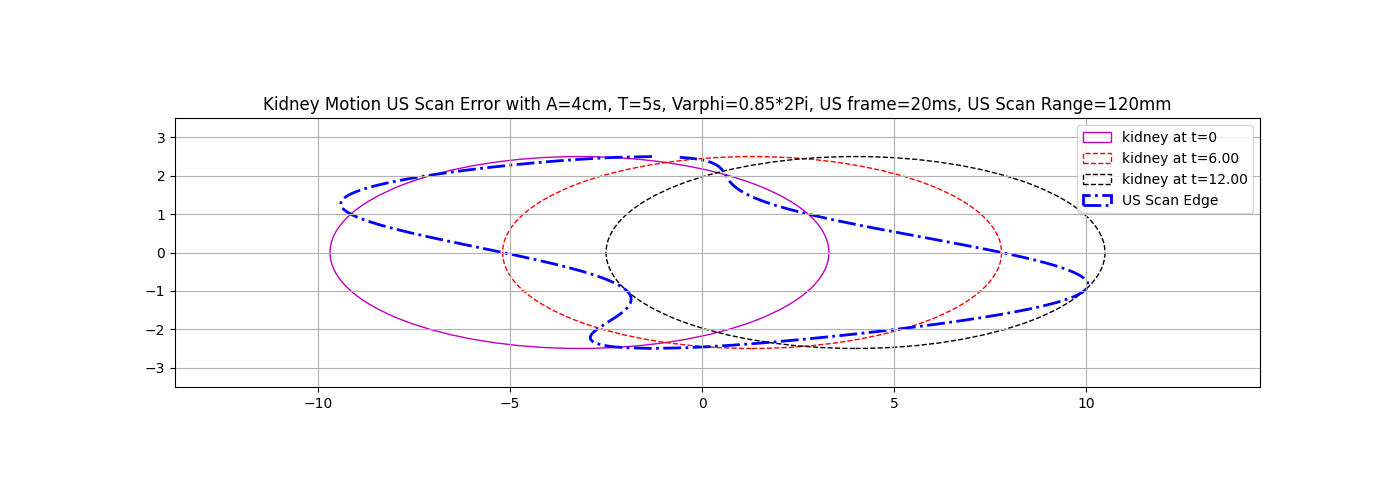 Kidney Motion US Scan Error with A=4cm, T=5s, Varphi=0.85*2Pi, US frame=20ms, US Scan Range=120mm
kidney at t=0
kidney at t=6.00
kidney at t=12.00
US Scan Edge
3
2
1
0
−1
−2
−3
−10
−5
0
5
10